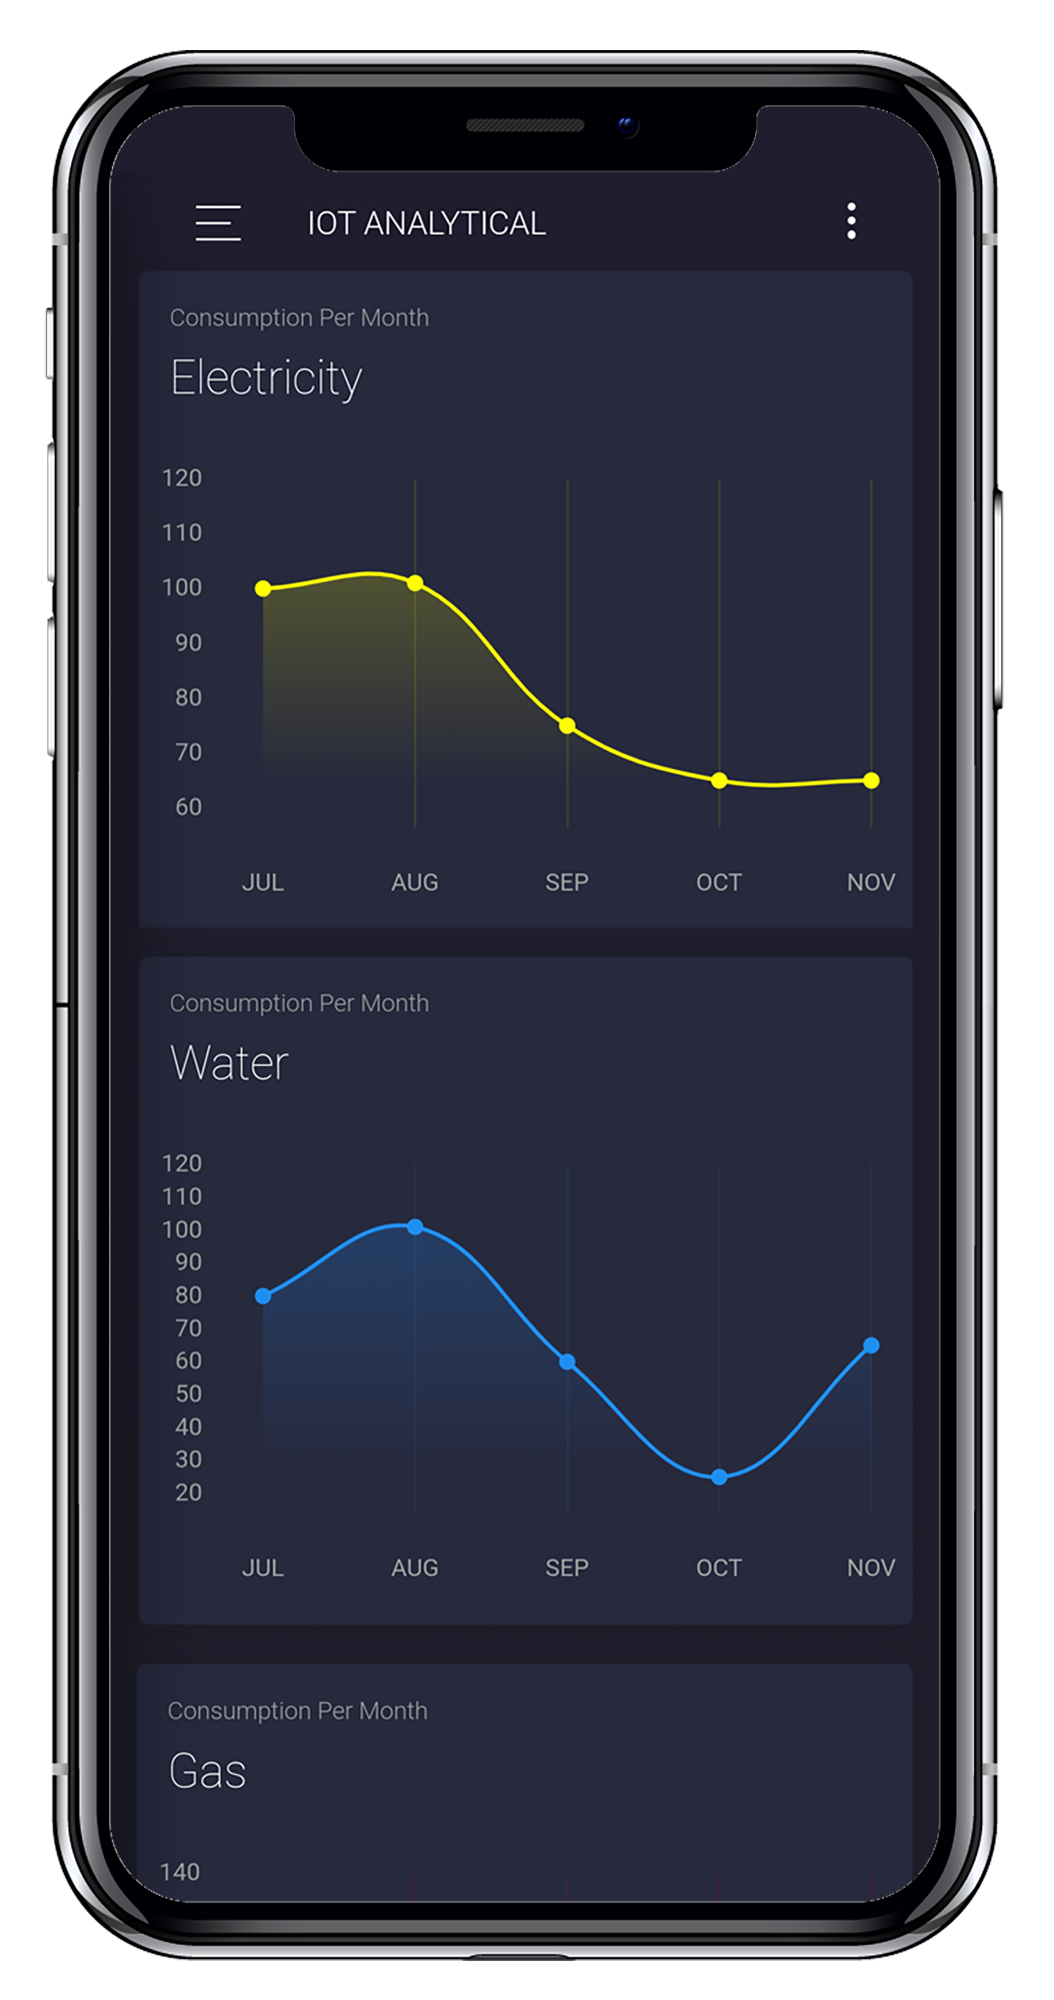 IOT ANALYTICAL
Consumption Per Month
Electricity
120
110
100
90
80
70
60
JUL AUG SEP OCT NOV
Consumption Per Month
Water
120
110
100
90
80
70
60
50
40
30
20
JUL AUG SEP OCT NOV
Consumption Per Month
Gas
140